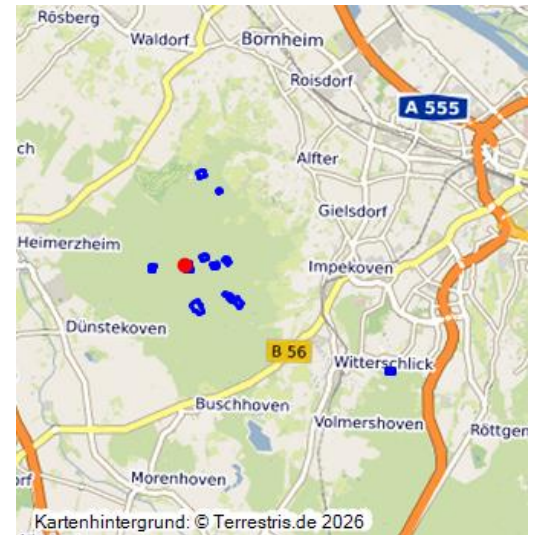 Rösberg
Waldorf
Bornheim
Roisdorf
A 555
ch
Alfter
Gielsdorf
Heimerzheim
Impekoven
Dünstekoven
B 56
Witterschlick
Buschhoven
Volmershoven
Röttgen
Morenhoven
orf
Kartenhintergrund: © Terrestris.de 2026